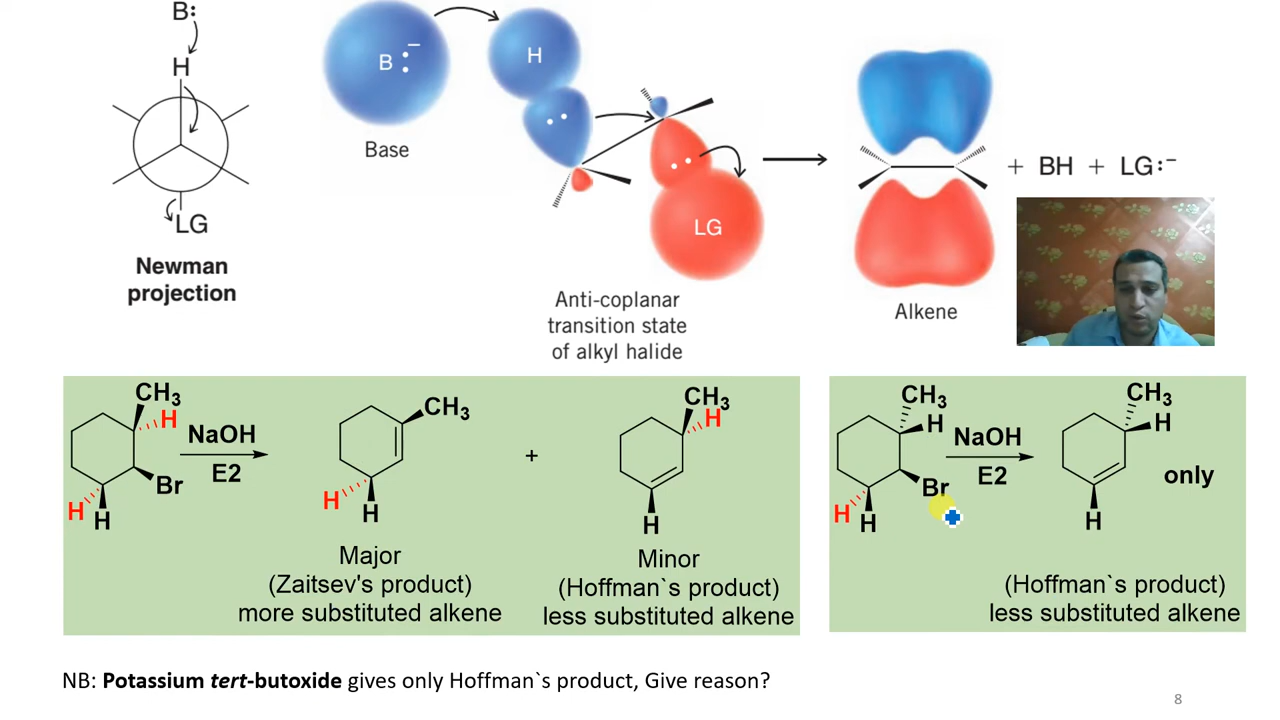 B:
H
LG
Newman
projection
B:⁻
Base
H
LG
Anti-coplanar
transition state
of alkyl halide
Alkene
+ BH + LG:⁻
CH₃
H
Br
H
H
NaOH
E2
CH₃
H
H
Major
(Zaitsev's product)
more substituted alkene
+
CH₃
H
H
Minor
(Hoffman`s product)
less substituted alkene
CH₃
H
Br
H
H
NaOH
E2
CH₃
H
H
only
(Hoffman`s product)
less substituted alkene
NB: Potassium tert-butoxide gives only Hoffman`s product, Give reason?
8